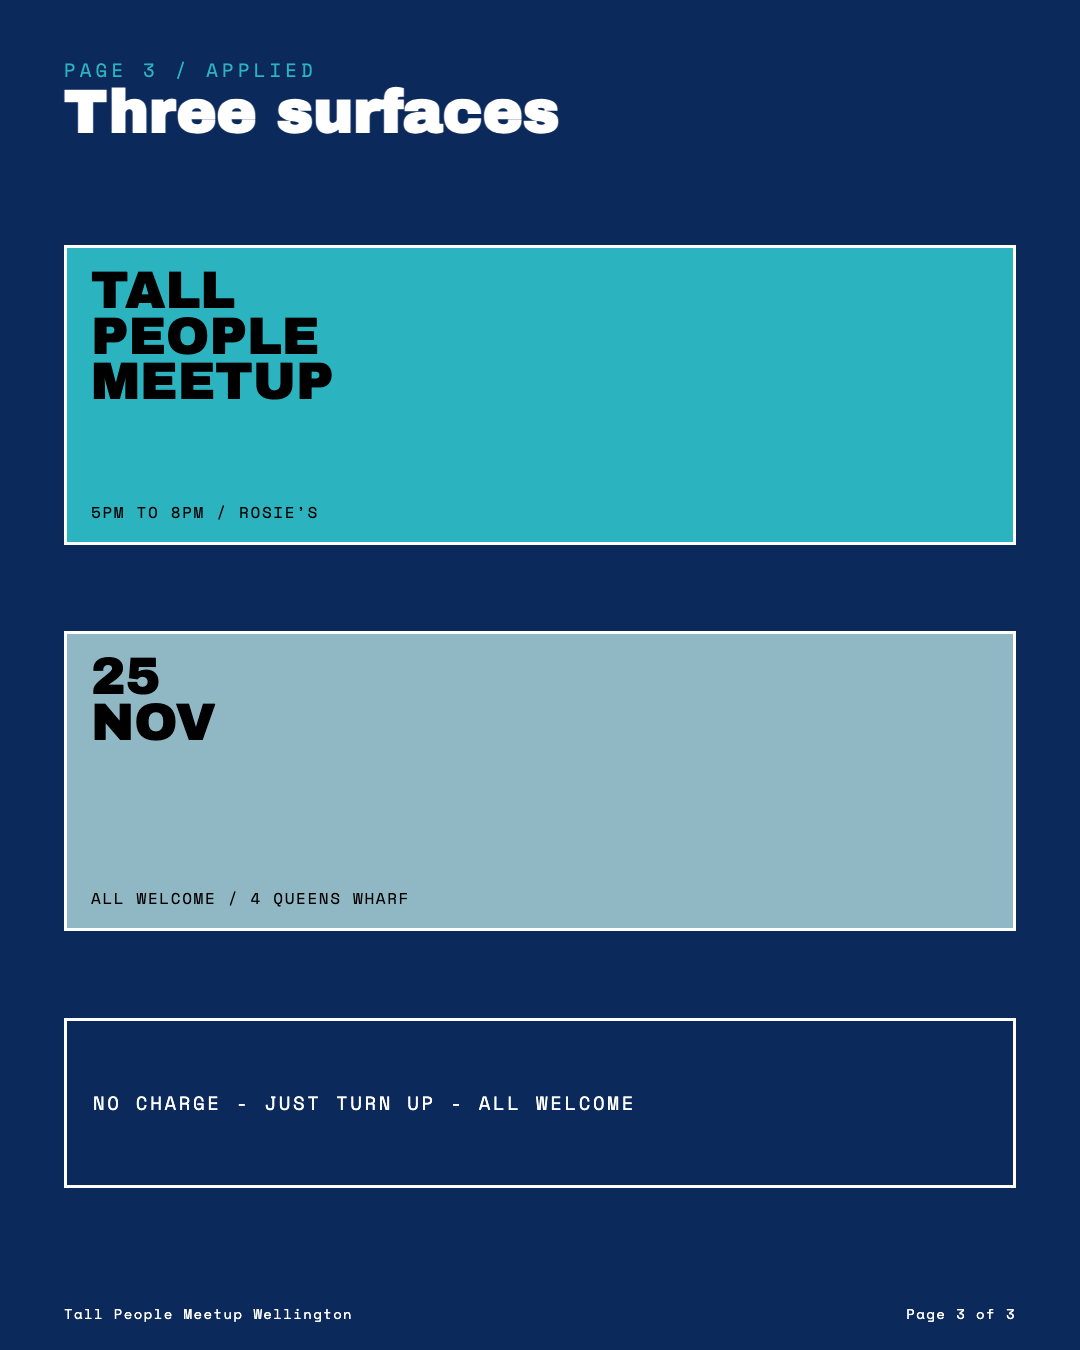 PAGE 3 / APPLIED
Three surfaces
TALL
PEOPLE
MEETUP
5PM TO 8PM / ROSIE’S
25
NOV
ALL WELCOME / 4 QUEENS WHARF
NO CHARGE - JUST TURN UP - ALL WELCOME
Tall People Meetup Wellington
Page 3 of 3